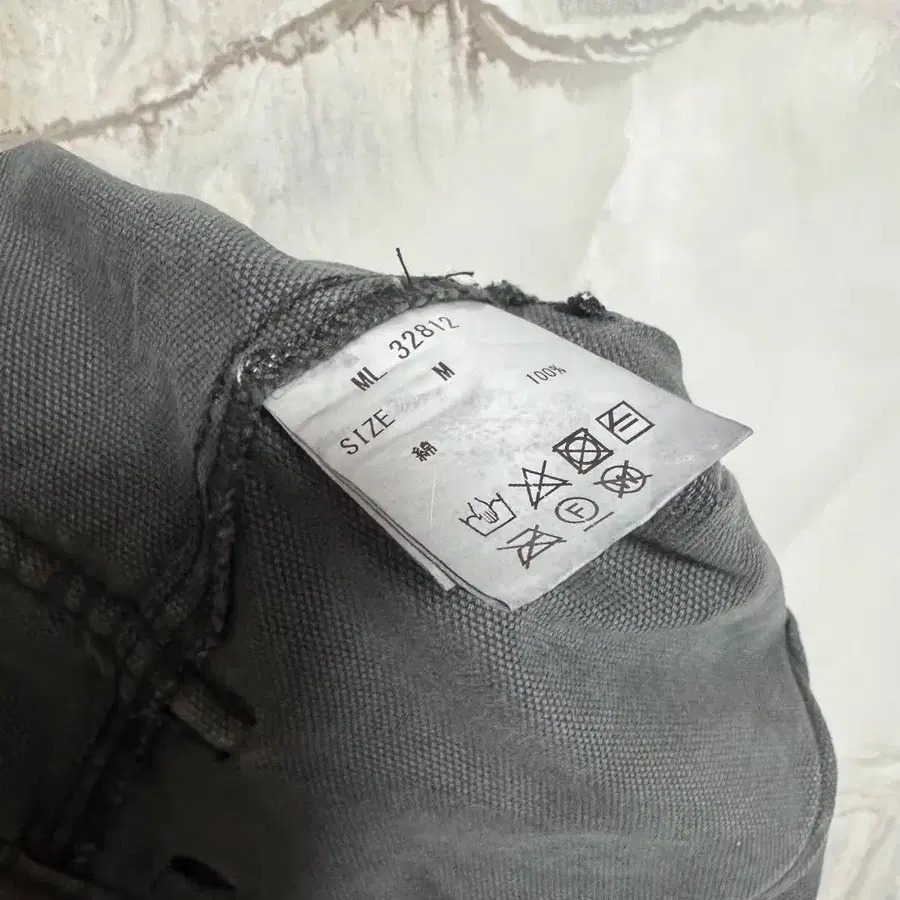 ML 32812
SIZE M
綿 100%
F